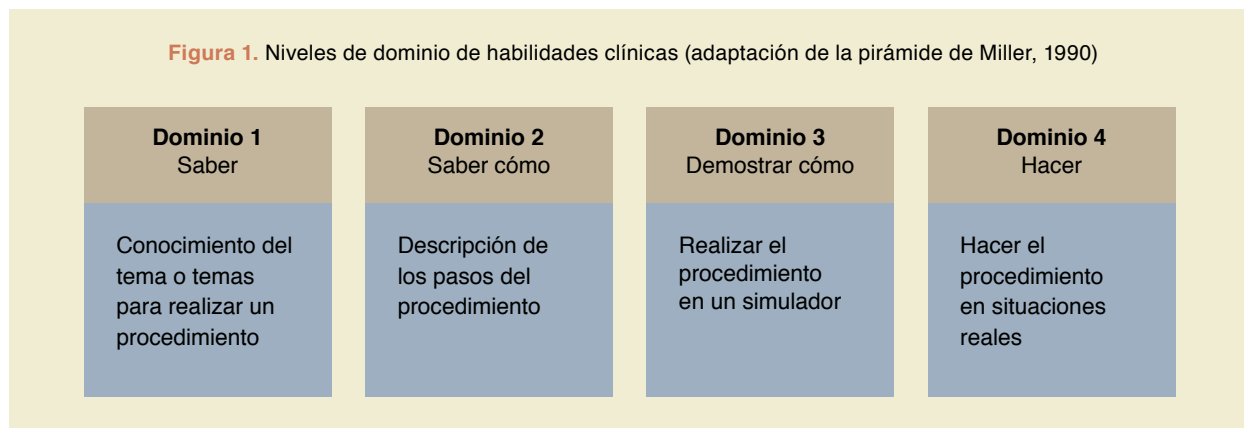 Figura 1. Niveles de dominio de habilidades clínicas (adaptación de la pirámide de Miller, 1990)
Dominio 1
Saber
Conocimiento del
tema o temas
para realizar un
procedimiento
Dominio 2
Saber cómo
Descripción de
los pasos del
procedimiento
Dominio 3
Demostrar cómo
Realizar el
procedimiento
en un simulador
Dominio 4
Hacer
Hacer el
procedimiento
en situaciones
reales